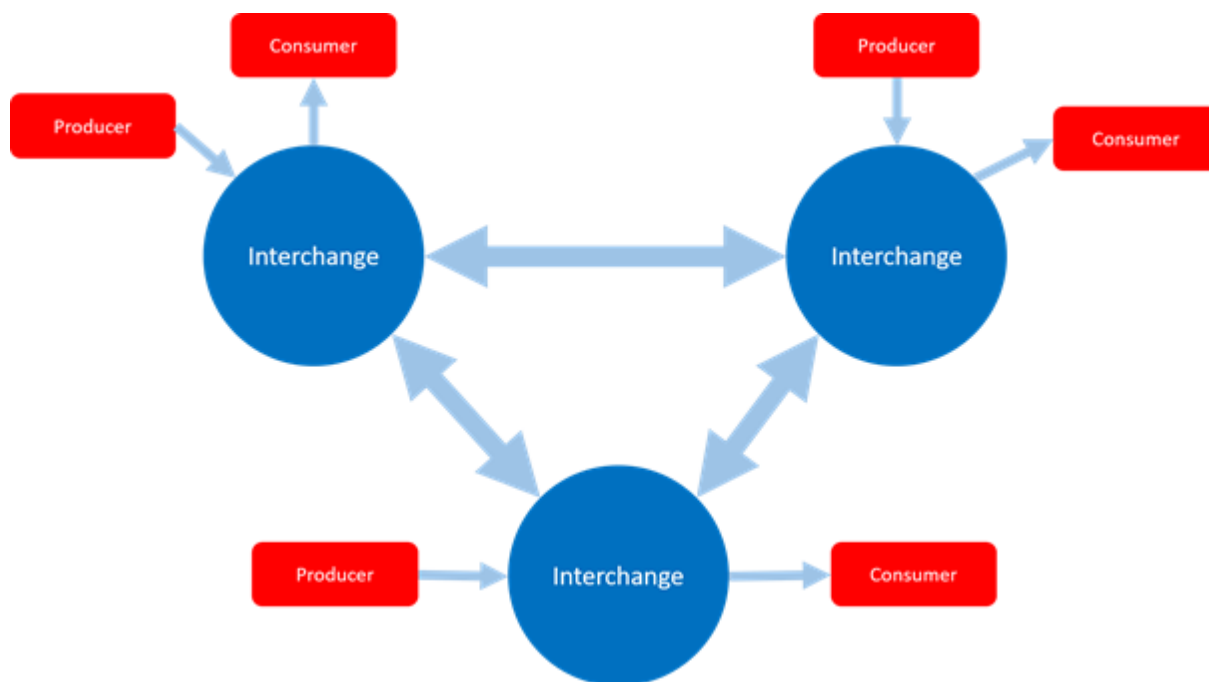 Consumer
Producer
Producer
Consumer
Interchange
Interchange
Producer
Interchange
Consumer